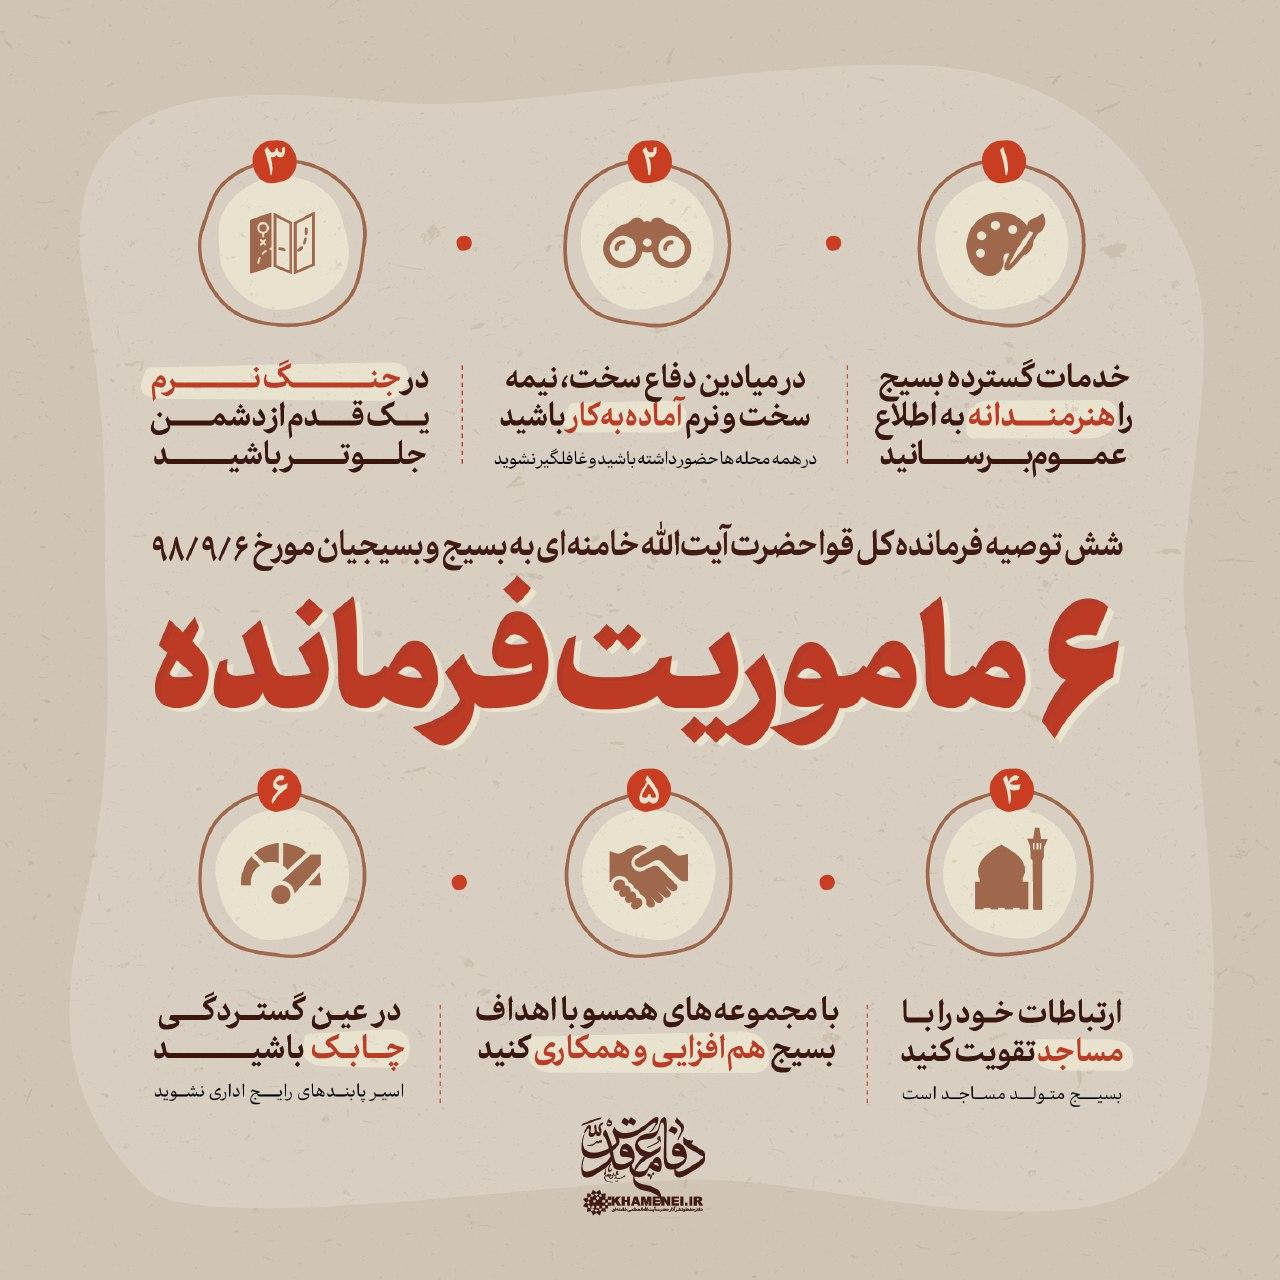 ۱
خدمات گسترده بسیج
را هنرمندانه به اطلاع
عموم برسانید
۲
در میادین دفاع سخت، نیمه
سخت و نرم آماده‌به‌کار باشید
در همه محله‌ها حضور داشته باشید و غافلگیر نشوید
۳
در جنگ نرم
یک قدم از دشمن
جلوتر باشید
شش توصیه فرمانده کل قوا حضرت آیت‌الله خامنه‌ای به بسیج و بسیجیان مورخ ۹۸/۹/۶
۶ ماموریت فرمانده
۴
ارتباطات خود را با
مساجد تقویت کنید
بسیج متولد مساجد است
۵
با مجموعه‌های همسو با اهداف
بسیج هم‌افزایی و همکاری کنید
۶
در عین گستردگی
چابک باشید
اسیر پابندهای رایج اداری نشوید
KHAMENEI.IR